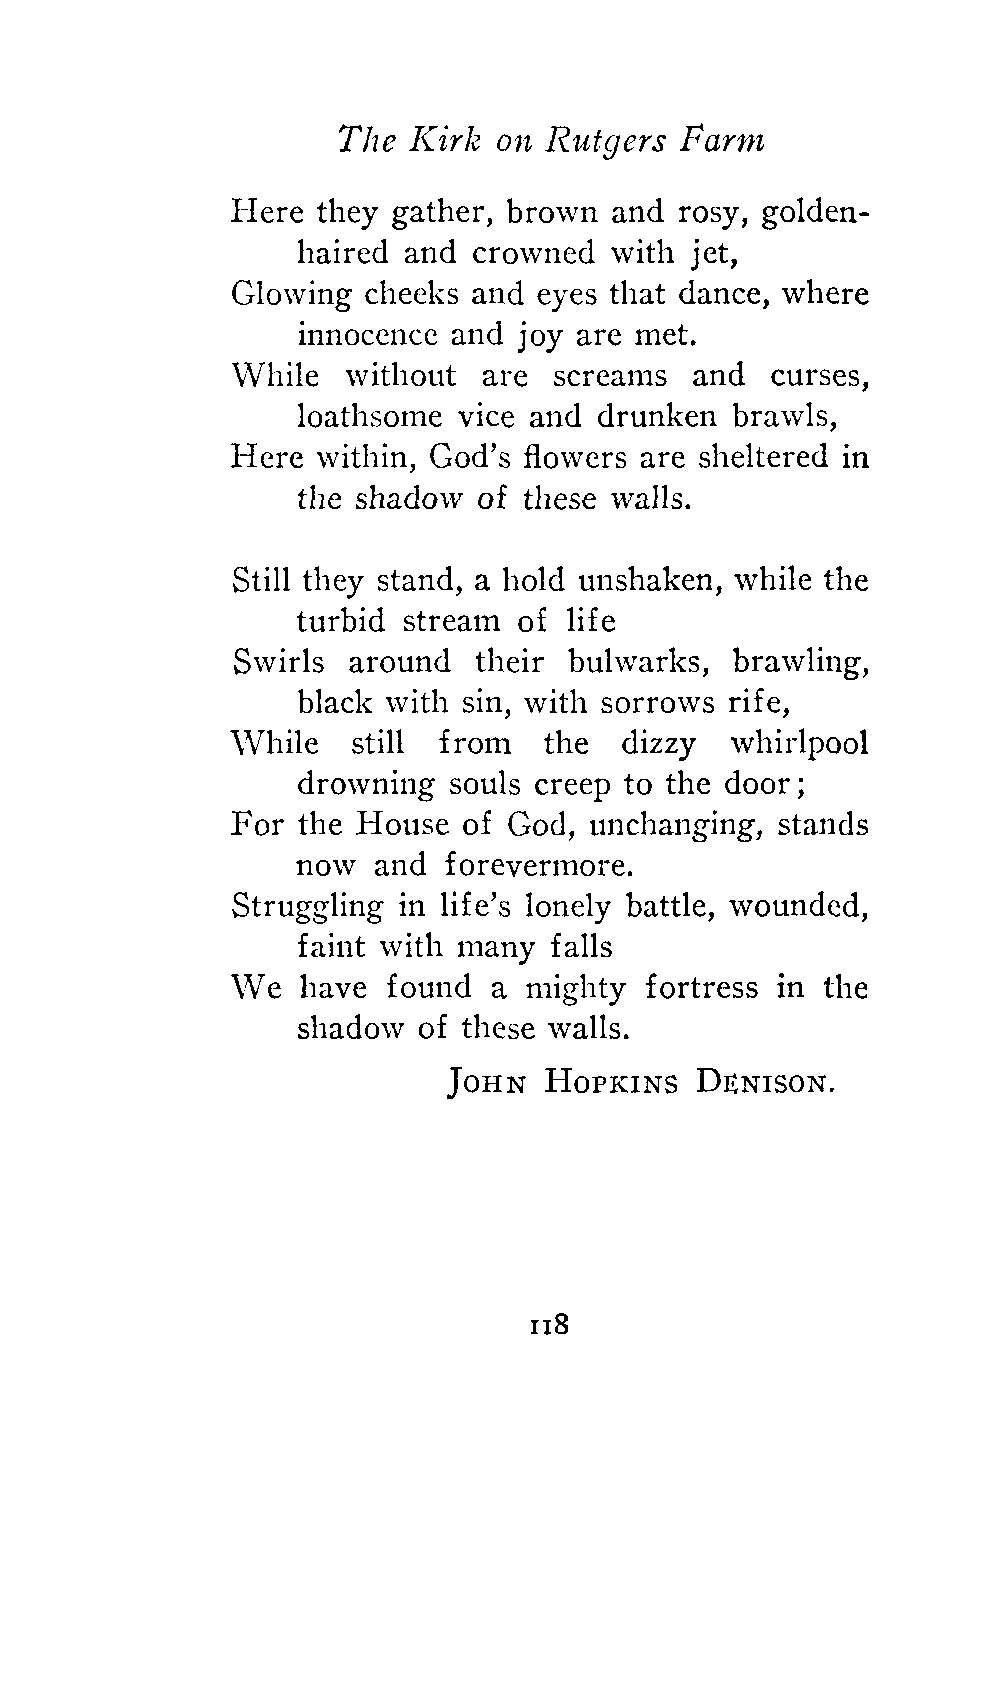 The Kirk on Rutgers Farm
Here they gather, brown and rosy, golden-
haired and crowned with jet,
Glowing cheeks and eyes that dance, where
innocence and joy are met.
While without are screams and curses,
loathsome vice and drunken brawls,
Here within, God's flowers are sheltered in
the shadow of these walls.
Still they stand, a hold unshaken, while the
turbid stream of life
Swirls around their bulwarks, brawling,
black with sin, with sorrows rife,
While still from the dizzy whirlpool
drowning souls creep to the door;
For the House of God, unchanging, stands
now and forevermore.
Struggling in life's lonely battle, wounded,
faint with many falls
We have found a mighty fortress in the
shadow of these walls.
John Hopkins Denison.
118